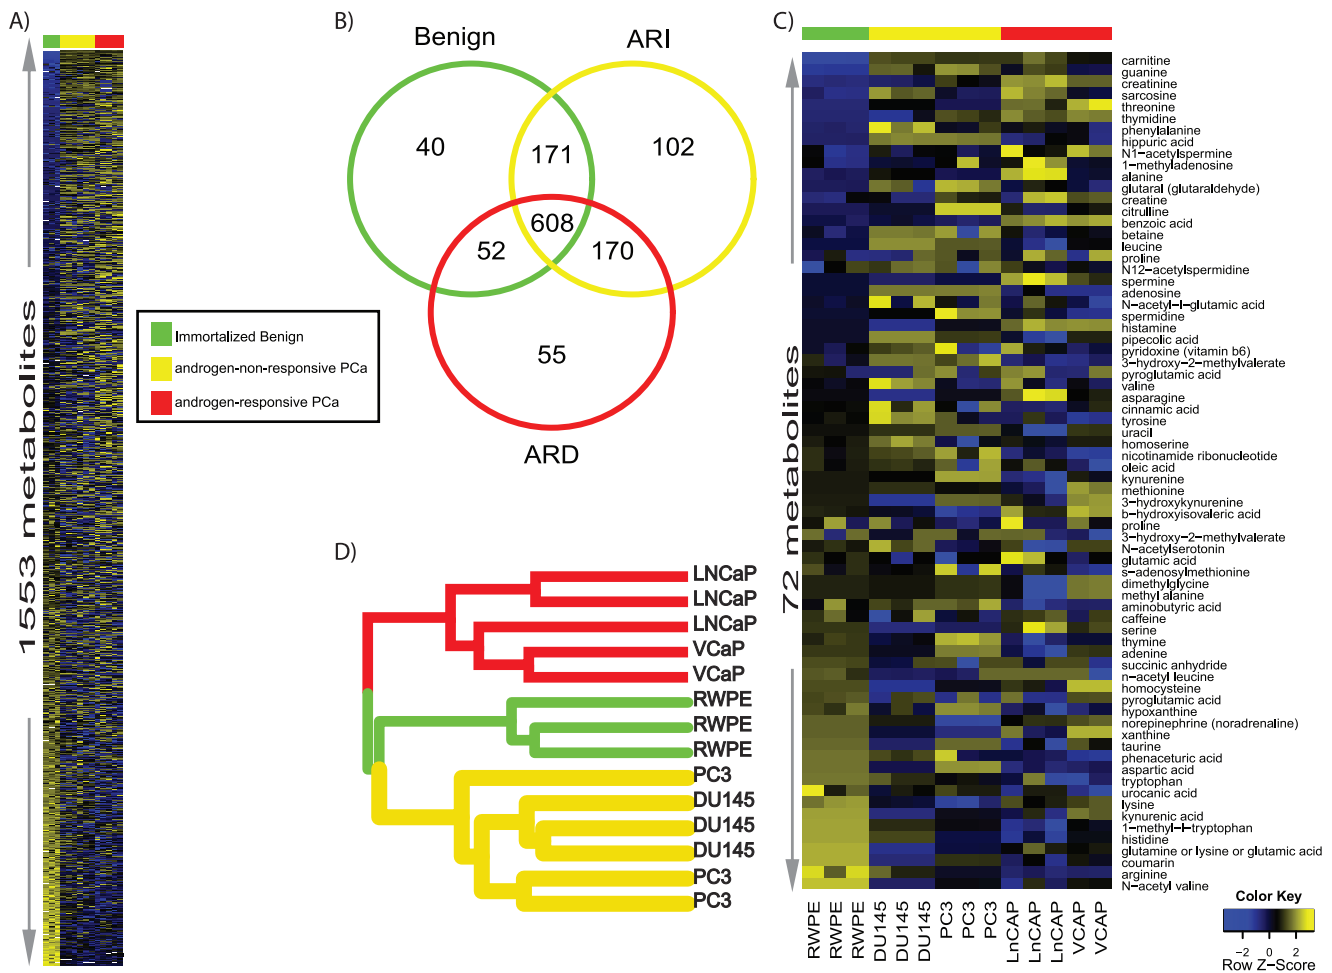 A)
1553 metabolites
B)
Benign
ARI
40
171
102
608
52
170
55
ARD
Immortalized Benign
androgen-non-responsive PCa
androgen-responsive PCa
C)
72 metabolites
carnitine
guanine
creatinine
sarcosine
threonine
thymidine
phenylalanine
hippuric acid
N1−acetylspermine
1−methyladenosine
alanine
glutaral (glutaraldehyde)
creatine
citrulline
benzoic acid
betaine
leucine
proline
N12−acetylspermidine
spermine
adenosine
N−acetyl−l−glutamic acid
spermidine
histamine
pipecolic acid
pyridoxine (vitamin b6)
3−hydroxy−2−methylvalerate
pyroglutamic acid
valine
asparagine
cinnamic acid
tyrosine
uracil
homoserine
nicotinamide ribonucleotide
oleic acid
kynurenine
methionine
3−hydroxykynurenine
b−hydroxyisovaleric acid
proline
3−hydroxy−2−methylvalerate
N−acetylserotonin
glutamic acid
s−adenosylmethionine
dimethylglycine
methyl alanine
aminobutyric acid
caffeine
serine
thymine
adenine
succinic anhydride
n−acetyl leucine
homocysteine
pyroglutamic acid
hypoxanthine
norepinephrine (noradrenaline)
xanthine
taurine
phenaceturic acid
aspartic acid
tryptophan
urocanic acid
lysine
kynurenic acid
1−methyl−l−tryptophan
histidine
glutamine or lysine or glutamic acid
coumarin
arginine
N−acetyl valine
RWPE
RWPE
RWPE
DU145
DU145
DU145
PC3
PC3
PC3
LnCAP
LnCAP
LnCAP
VCAP
VCAP
Color Key
−2 0 2
Row Z−Score
D)
LNCaP
LNCaP
LNCaP
VCaP
VCaP
RWPE
RWPE
RWPE
PC3
DU145
DU145
DU145
PC3
PC3